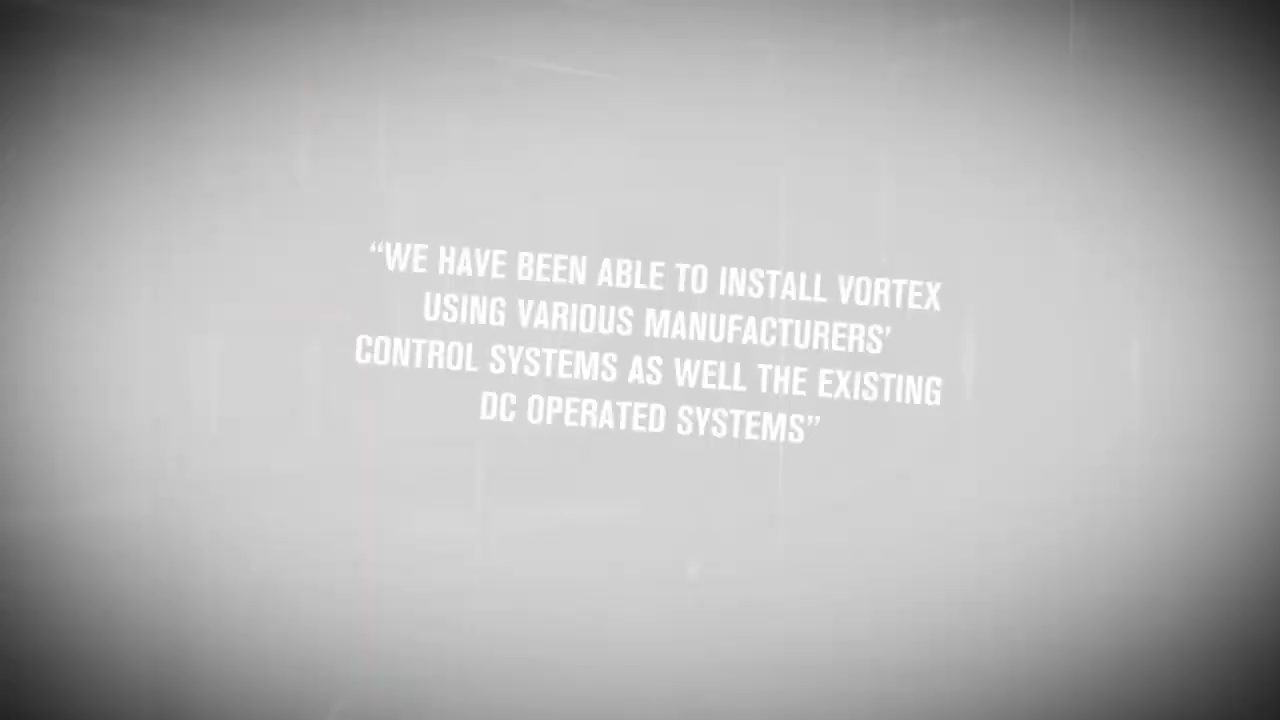 “WE HAVE BEEN ABLE TO INSTALL VORTEX
USING VARIOUS MANUFACTURERS’
CONTROL SYSTEMS AS WELL THE EXISTING
DC OPERATED SYSTEMS”